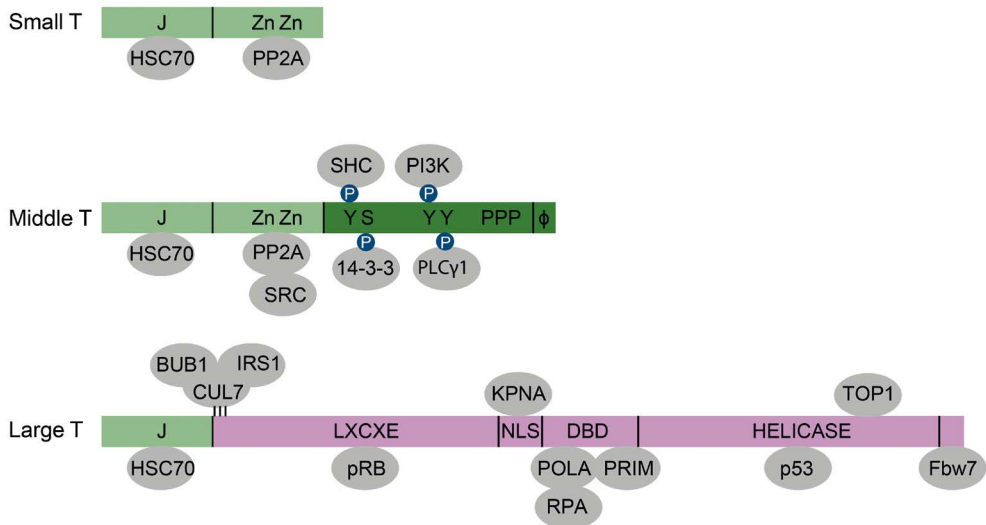 Small T
J
Zn Zn
HSC70
PP2A
SHC
PI3K
P
P
Middle T
J
Zn Zn
Y S
Y Y
PPP
ϕ
P
P
HSC70
PP2A
14-3-3
PLCγ1
SRC
BUB1
IRS1
CUL7
KPNA
TOP1
Large T
J
LXCXE
NLS
DBD
HELICASE
HSC70
pRB
POLA
PRIM
p53
Fbw7
RPA